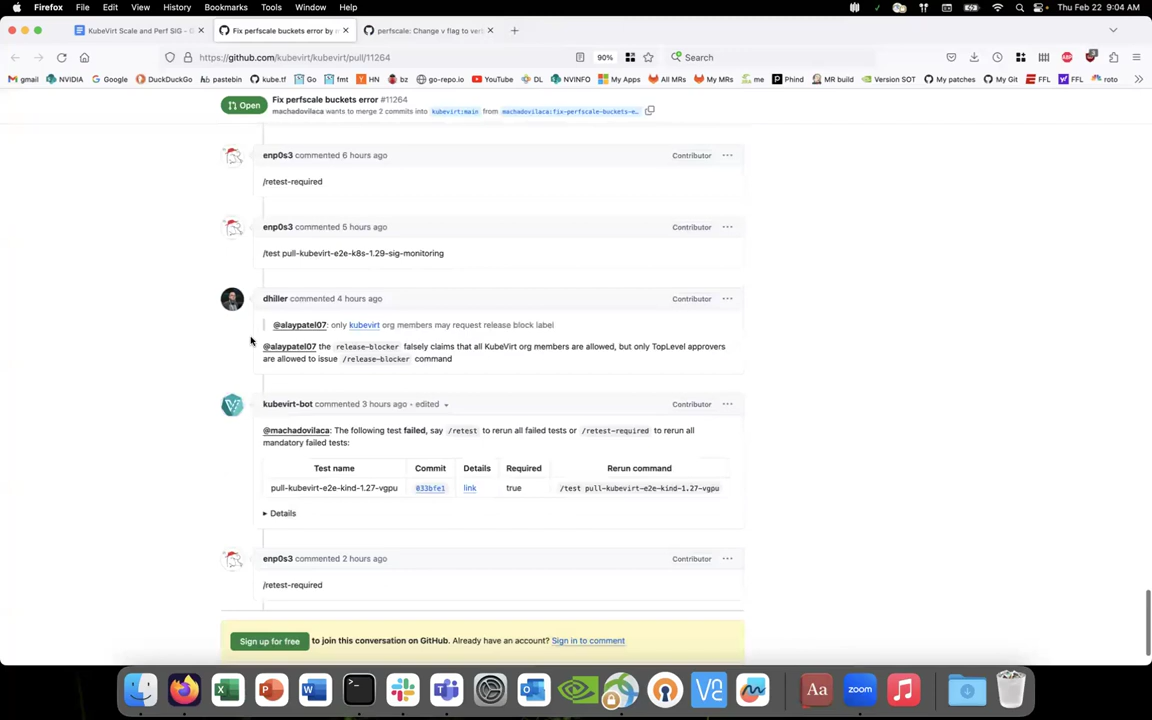 Firefox File Edit View History Bookmarks Tools Window Help Thu Feb 22 9:04 AM
KubeVirt Scale and Perf SIG - G × Fix perfscale buckets error by m × perfscale: Change v flag to vert ×
https://github.com/kubevirt/kubevirt/pull/11264 90% Search
gmail NVIDIA Google DuckDuckGo pastebin kube.tf Go fmt HN bz go-repo.io YouTube DL NVINFO My Apps All MRs My MRs me Phind MR build Version SOT My patches My Git FFL FFL roto
Open
Fix perfscale buckets error #11264
machadovilaca wants to merge 2 commits into kubevirt:main from machadovilaca:fix-perfscale-buckets-e…
enp0s3 commented 6 hours ago Contributor
/retest-required
enp0s3 commented 5 hours ago Contributor
/test pull-kubevirt-e2e-k8s-1.29-sig-monitoring
dhiller commented 4 hours ago Contributor
@alaypatel07: only kubevirt org members may request release block label
@alaypatel07 the release-blocker falsely claims that all KubeVirt org members are allowed, but only TopLevel approvers
are allowed to issue /release-blocker command
kubevirt-bot commented 3 hours ago - edited Contributor
@machadovilaca: The following test failed, say /retest to rerun all failed tests or /retest-required to rerun all
mandatory failed tests:
Test name Commit Details Required Rerun command
pull-kubevirt-e2e-kind-1.27-vgpu 033bfe1 link true /test pull-kubevirt-e2e-kind-1.27-vgpu
Details
enp0s3 commented 2 hours ago Contributor
/retest-required
Sign up for free to join this conversation on GitHub. Already have an account? Sign in to comment
Aa zoom